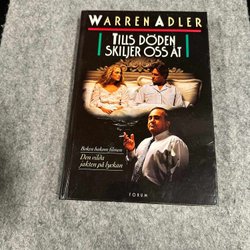 WARREN ADLER
TILLS DÖDEN
SKILJER OSS ÅT
Boken bakom filmen
Den vilda
jakten på lyckan
FORUM